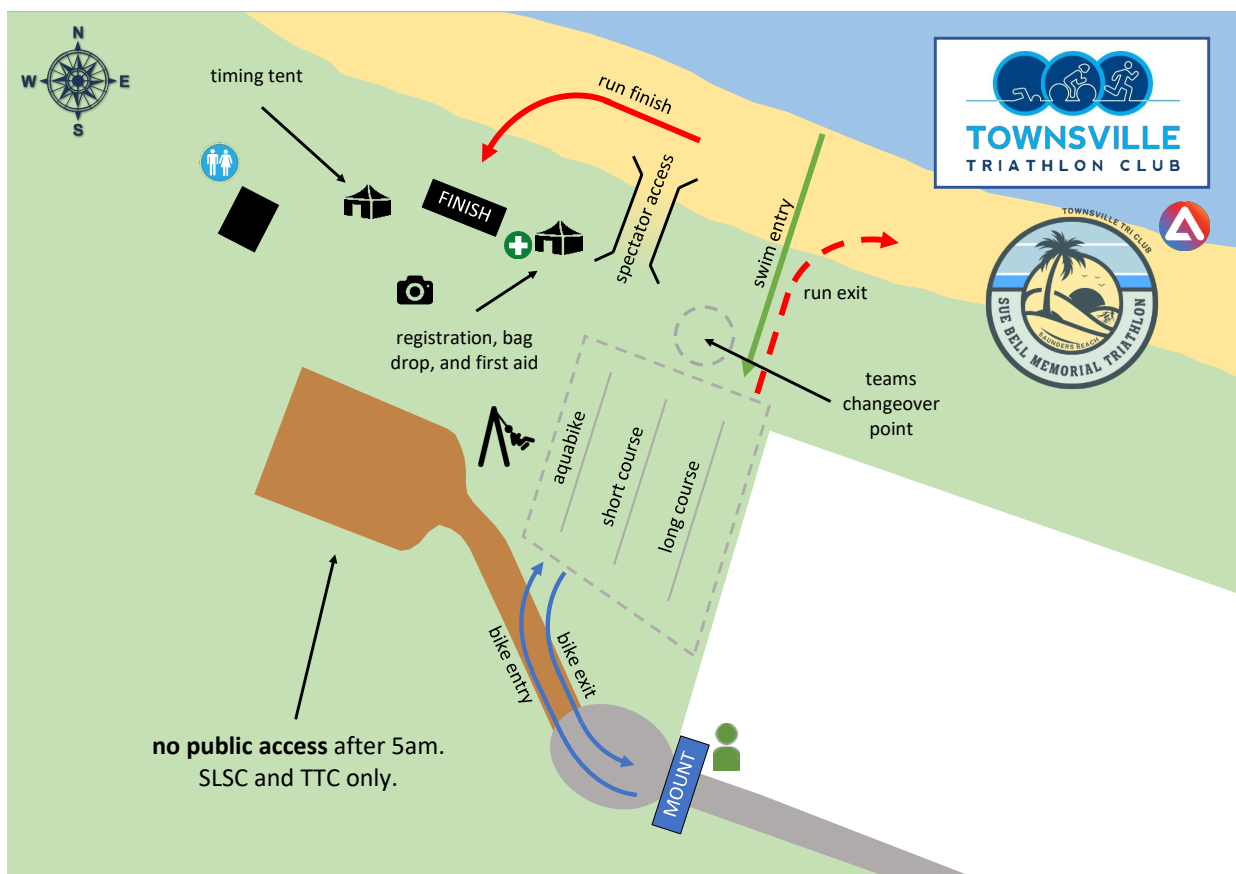 N
W
E
S
timing tent
run finish
TOWNSVILLE
TRIATHLON CLUB
FINISH
spectator access
swim entry
run exit
TOWNSVILLE TRI CLUB
SAUNDERS BEACH
SUE BELL MEMORIAL TRIATHLON
registration, bag
drop, and first aid
teams
changeover
point
aquabike
short course
long course
bike entry
bike exit
no public access after 5am.
SLSC and TTC only.
MOUNT